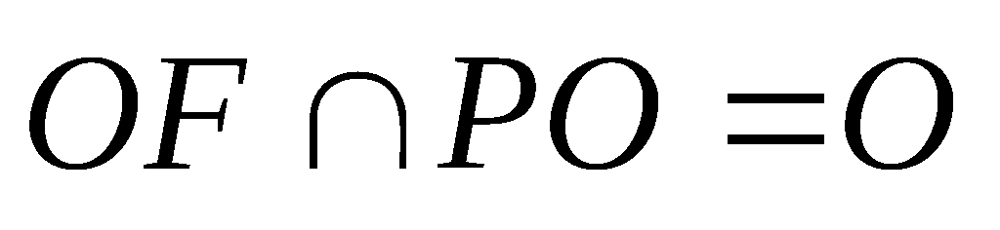 OF ∩ PO = O